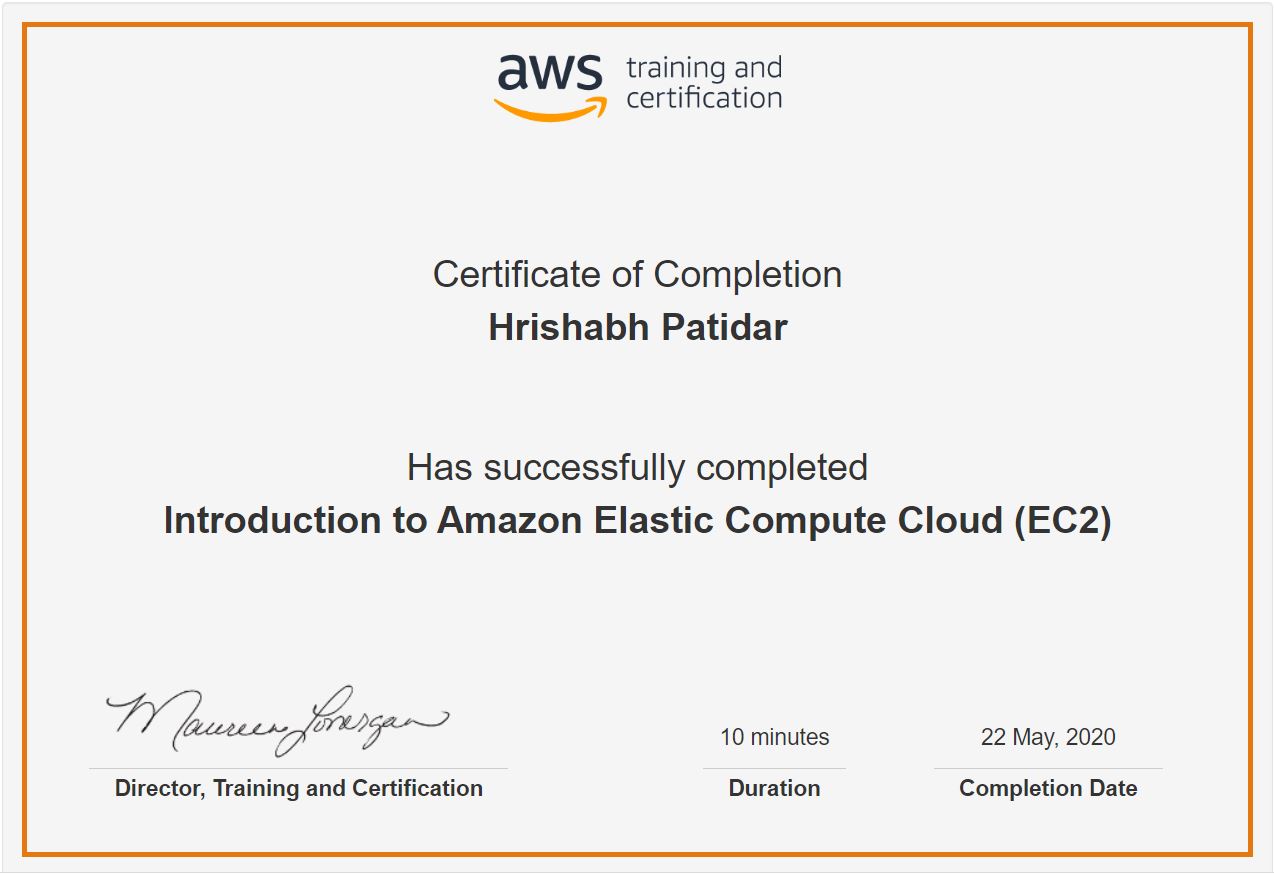 aws training and
certification
Certificate of Completion
Hrishabh Patidar
Has successfully completed
Introduction to Amazon Elastic Compute Cloud (EC2)
Maureen Lonergan
10 minutes
22 May, 2020
Director, Training and Certification
Duration
Completion Date